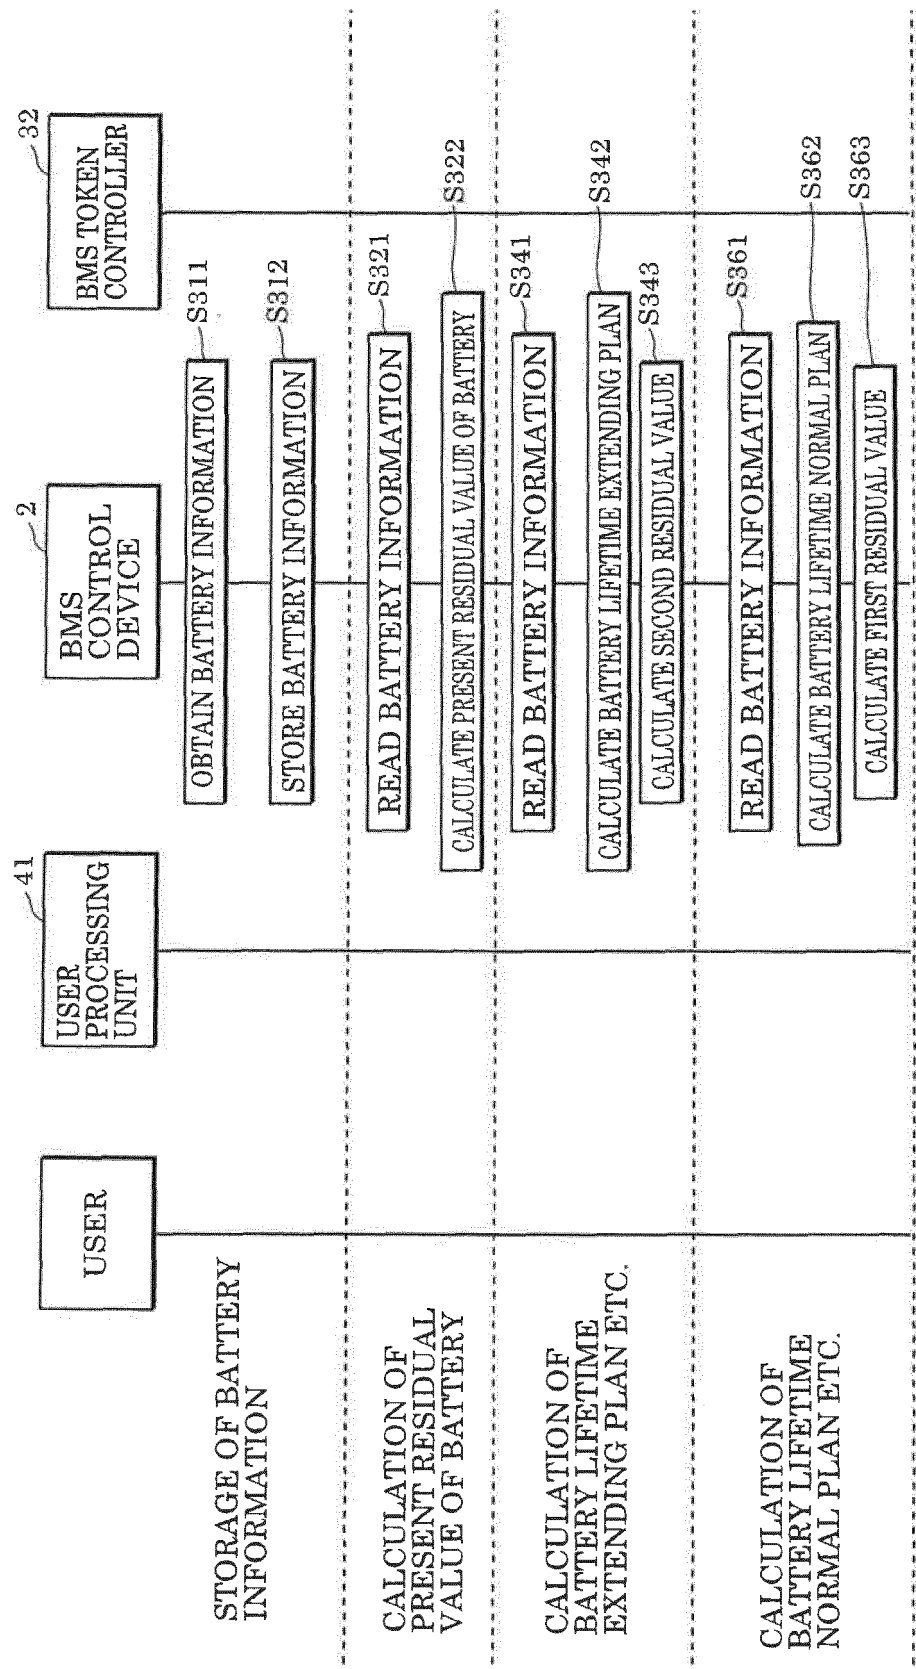 USER
USER
PROCESSING
UNIT
41
BMS
CONTROL
DEVICE
2
BMS TOKEN
CONTROLLER
32
STORAGE OF BATTERY
INFORMATION
OBTAIN BATTERY INFORMATION
S311
STORE BATTERY INFORMATION
S312
CALCULATION OF
PRESENT RESIDUAL
VALUE OF BATTERY
READ BATTERY INFORMATION
S321
CALCULATE PRESENT RESIDUAL VALUE OF BATTERY
S322
CALCULATION OF
BATTERY LIFETIME
EXTENDING PLAN ETC.
READ BATTERY INFORMATION
S341
CALCULATE BATTERY LIFETIME EXTENDING PLAN
S342
CALCULATE SECOND RESIDUAL VALUE
S343
CALCULATION OF
BATTERY LIFETIME
NORMAL PLAN ETC.
READ BATTERY INFORMATION
S361
CALCULATE BATTERY LIFETIME NORMAL PLAN
S362
CALCULATE FIRST RESIDUAL VALUE
S363